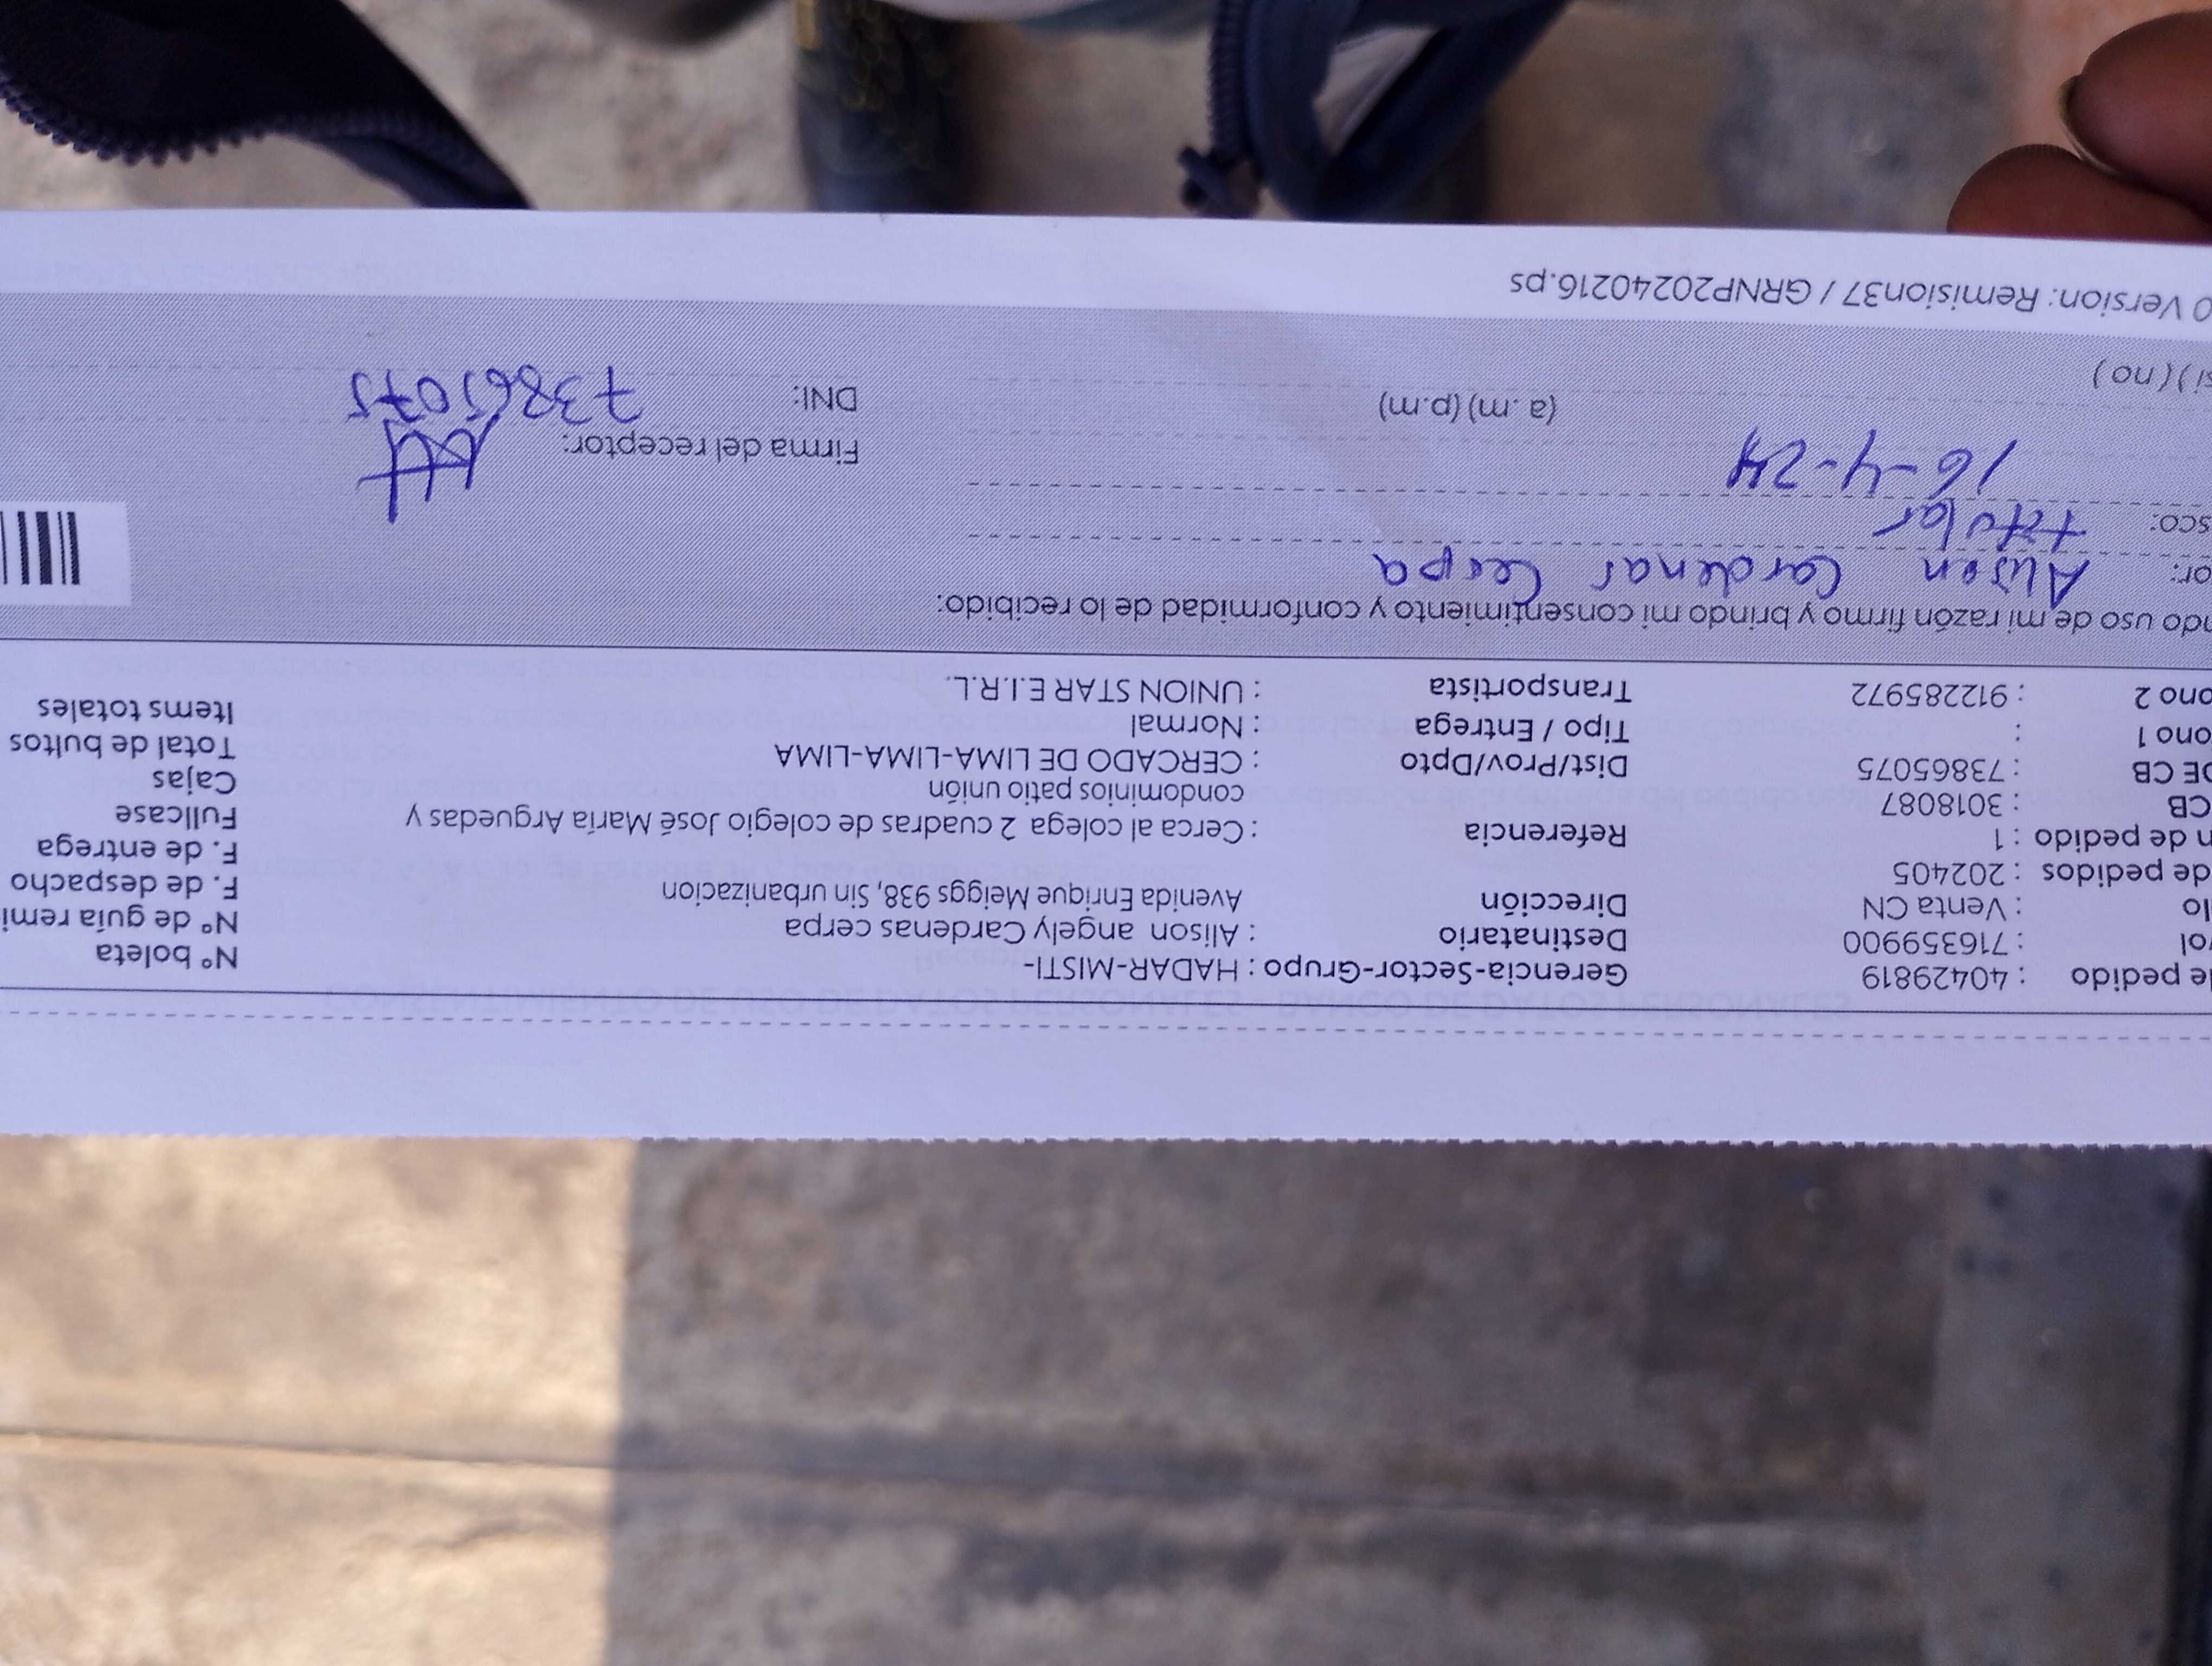 de pedido : 40429819 Gerencia-Sector-Grupo : HADAR-MISTI- N° boleta
: 716359900 Destinatario : Alison angely Cardenas cerpa N° de guía remi
: Venta CN Dirección Avenida Enrique Meiggs 938, Sin urbanizacion F. de despacho
de pedidos : 202405 F. de entrega
n de pedido : 1 Referencia : Cerca al colega 2 cuadras de colegio José María Arguedas y Fullcase
CB : 3018087 condominios patio unión Cajas
DE CB : 73865075 Dist/Prov/Dpto : CERCADO DE LIMA-LIMA-LIMA Total de bultos
ono 1 : Tipo / Entrega : Normal Items totales
ono 2 : 912285972 Transportista : UNION STAR E.I.R.L.
ndo uso de mi razón firmo y brindo mi consentimiento y conformidad de lo recibido:
or: Alison Cardenas Cerpa
sco: titular
16-4-24 Firma del receptor:
(a.m) (p.m) DNI: 73865075
si ) ( no )
0 Version: Remision37 / GRNP20240216.ps